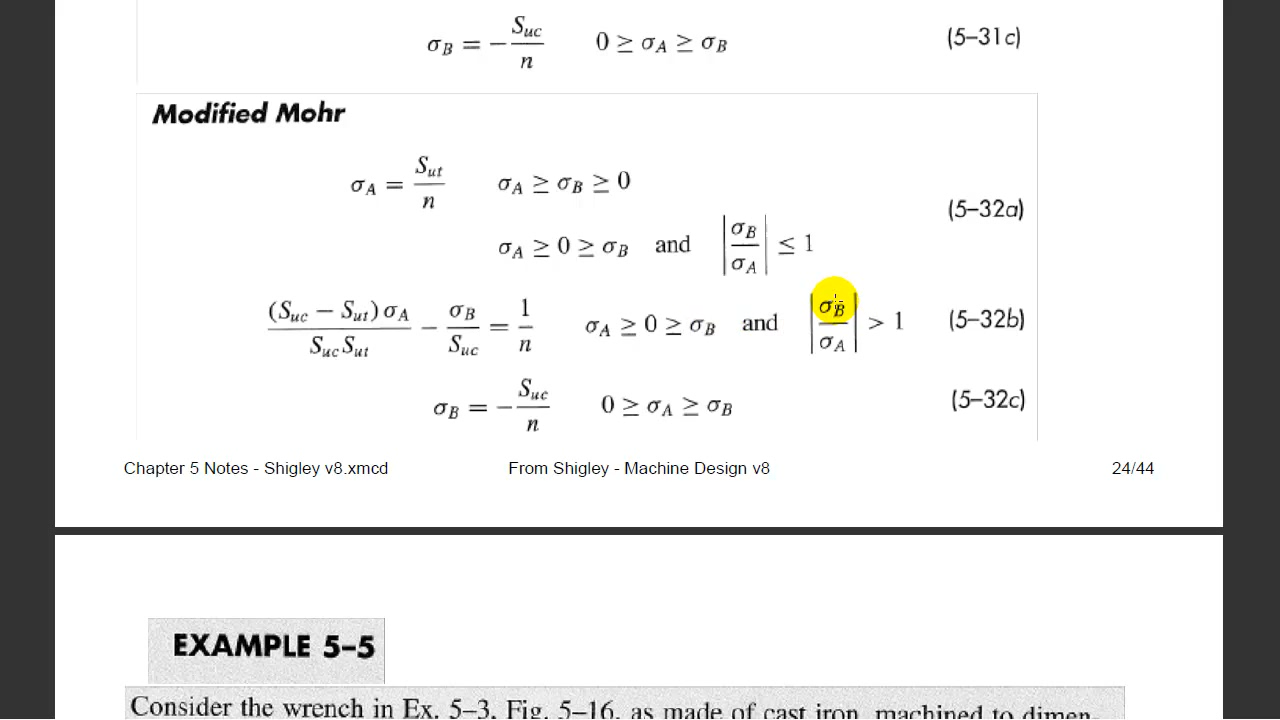 σ_B = −S_uc/n 0 ≥ σ_A ≥ σ_B (5–31c)
Modified Mohr
σ_A = S_ut/n σ_A ≥ σ_B ≥ 0
(5–32a)
σ_A ≥ 0 ≥ σ_B and |σ_B/σ_A| ≤ 1
(S_uc − S_ut)σ_A/(S_uc S_ut) − σ_B/S_uc = 1/n σ_A ≥ 0 ≥ σ_B and |σ_B/σ_A| > 1 (5–32b)
σ_B = −S_uc/n 0 ≥ σ_A ≥ σ_B (5–32c)
Chapter 5 Notes - Shigley v8.xmcd From Shigley - Machine Design v8 24/44
EXAMPLE 5–5
Consider the wrench in Ex. 5–3, Fig. 5–16, as made of cast iron, machined to dimen-